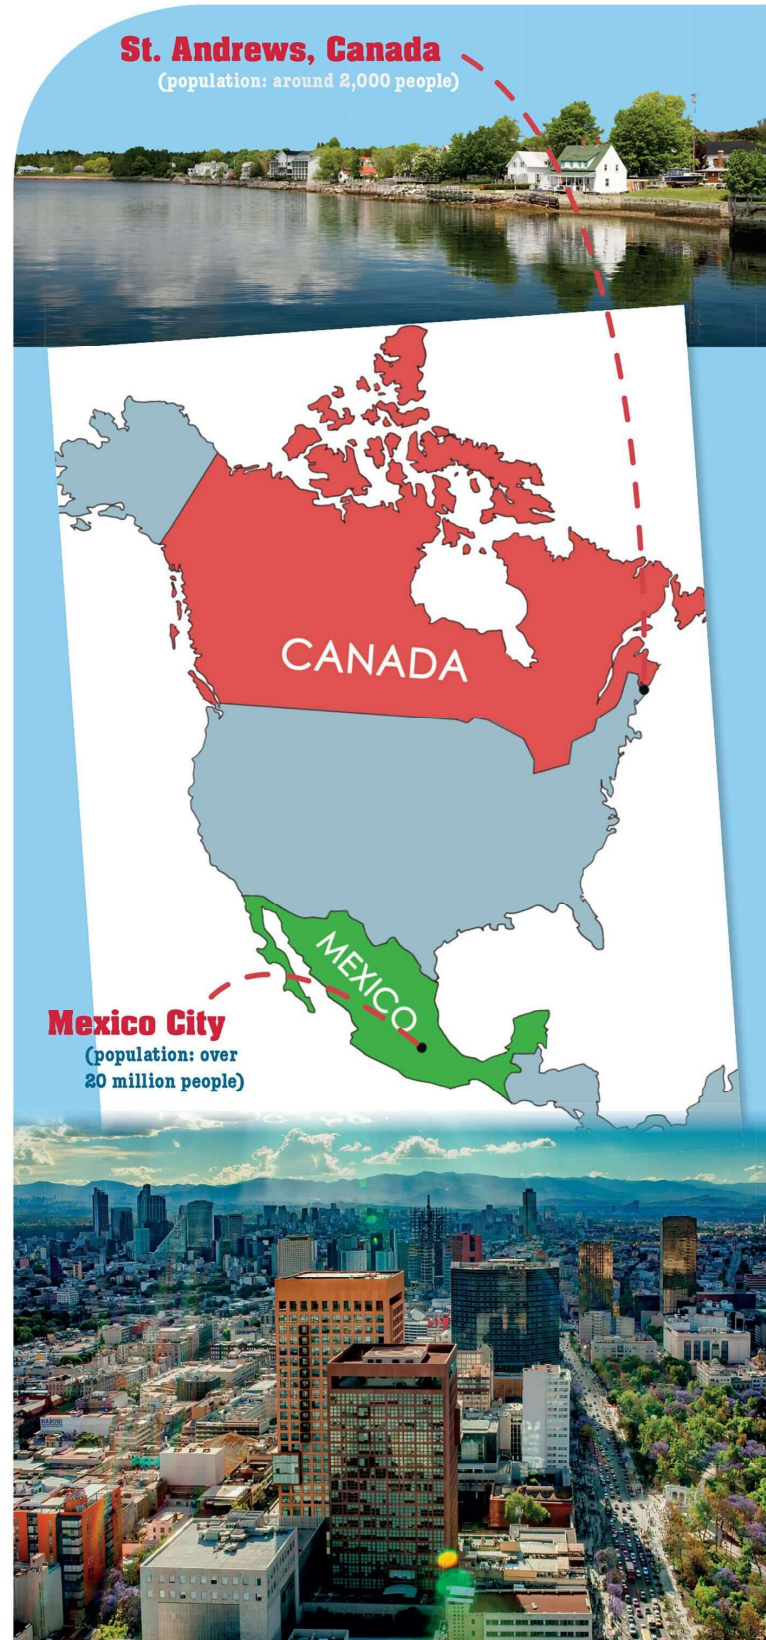 St. Andrews, Canada
(population: around 2,000 people)
CANADA
MEXICO
Mexico City
(population: over
20 million people)